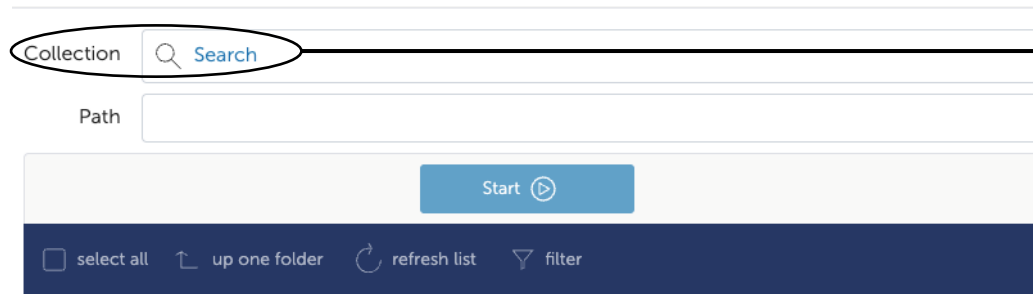 Collection Search
Path
Start
select all up one folder refresh list filter